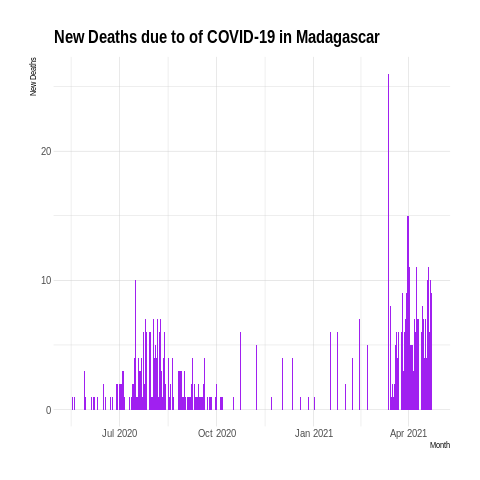 New Deaths due to of COVID-19 in Madagascar
New Deaths
20
10
0
Jul 2020
Oct 2020
Jan 2021
Apr 2021
Month